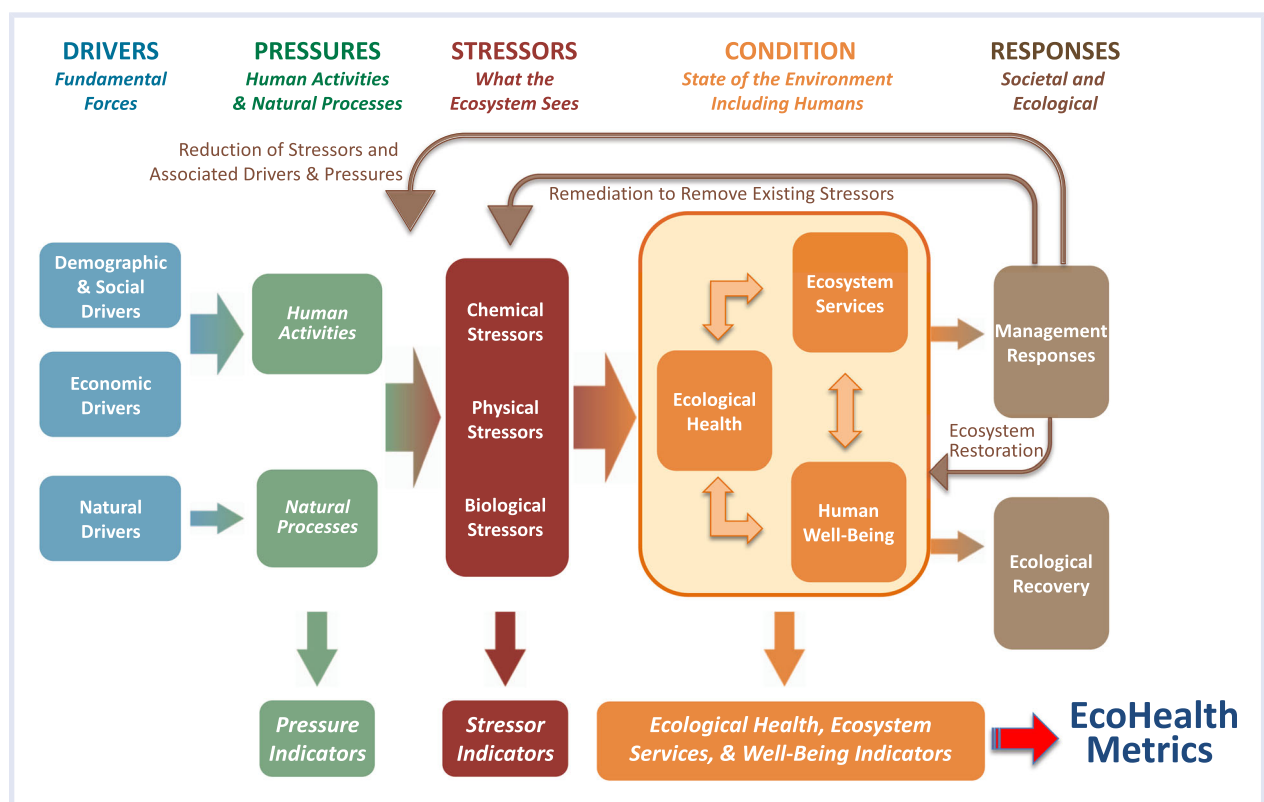 DRIVERS
Fundamental
Forces
PRESSURES
Human Activities
& Natural Processes
STRESSORS
What the
Ecosystem Sees
CONDITION
State of the Environment
Including Humans
RESPONSES
Societal and
Ecological
Reduction of Stressors and
Associated Drivers & Pressures
Remediation to Remove Existing Stressors
Demographic
& Social
Drivers
Economic
Drivers
Natural
Drivers
Human
Activities
Natural
Processes
Chemical
Stressors
Physical
Stressors
Biological
Stressors
Ecosystem
Services
Ecological
Health
Human
Well-Being
Management
Responses
Ecosystem
Restoration
Ecological
Recovery
Pressure
Indicators
Stressor
Indicators
Ecological Health, Ecosystem
Services, & Well-Being Indicators
EcoHealth
Metrics